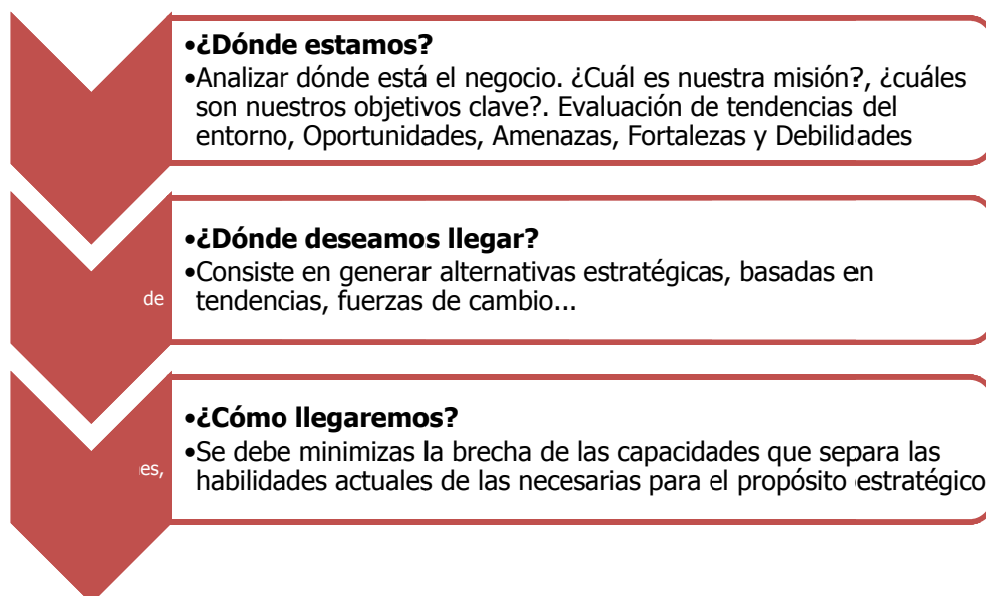 •¿Dónde estamos?
•Analizar dónde está el negocio. ¿Cuál es nuestra misión?, ¿cuáles
son nuestros objetivos clave?. Evaluación de tendencias del
entorno, Oportunidades, Amenazas, Fortalezas y Debilidades
•¿Dónde deseamos llegar?
•Consiste en generar alternativas estratégicas, basadas en
tendencias, fuerzas de cambio...
de
•¿Cómo llegaremos?
•Se debe minimizas la brecha de las capacidades que separa las
habilidades actuales de las necesarias para el propósito estratégico